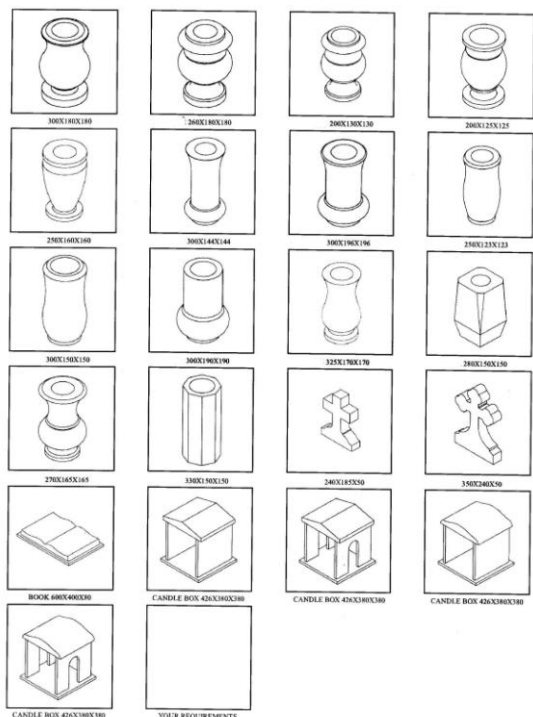 300X180X180
260X180X180
200X130X130
200X125X125
250X160X160
300X144X144
300X196X196
250X123X123
300X150X150
300X190X190
325X170X170
280X150X150
270X165X165
330X150X150
240X185X50
350X240X50
BOOK 600X400X80
CANDLE BOX 426X380X380
CANDLE BOX 426X380X380
CANDLE BOX 426X380X380
CANDLE BOX 426X380X380
YOUR REQUIREMENTS